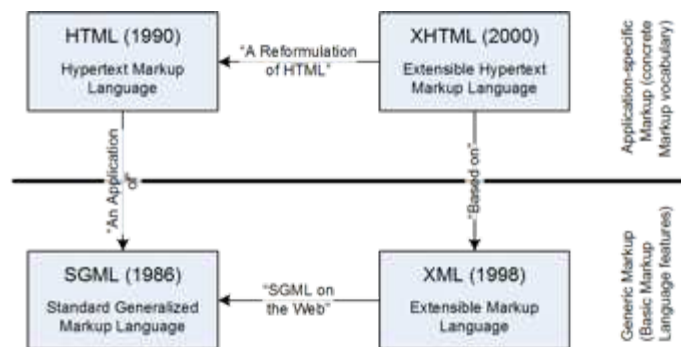 HTML (1990)
Hypertext Markup
Language
"A Reformulation
of HTML"
XHTML (2000)
Extensible Hypertext
Markup Language
Application-specific
Markup (concrete
Markup vocabulary)
"An Application
of"
"Based on"
SGML (1986)
Standard Generalized
Markup Language
"SGML on
the Web"
XML (1998)
Extensible Markup
Language
Generic Markup
(Basic Markup
Language features)